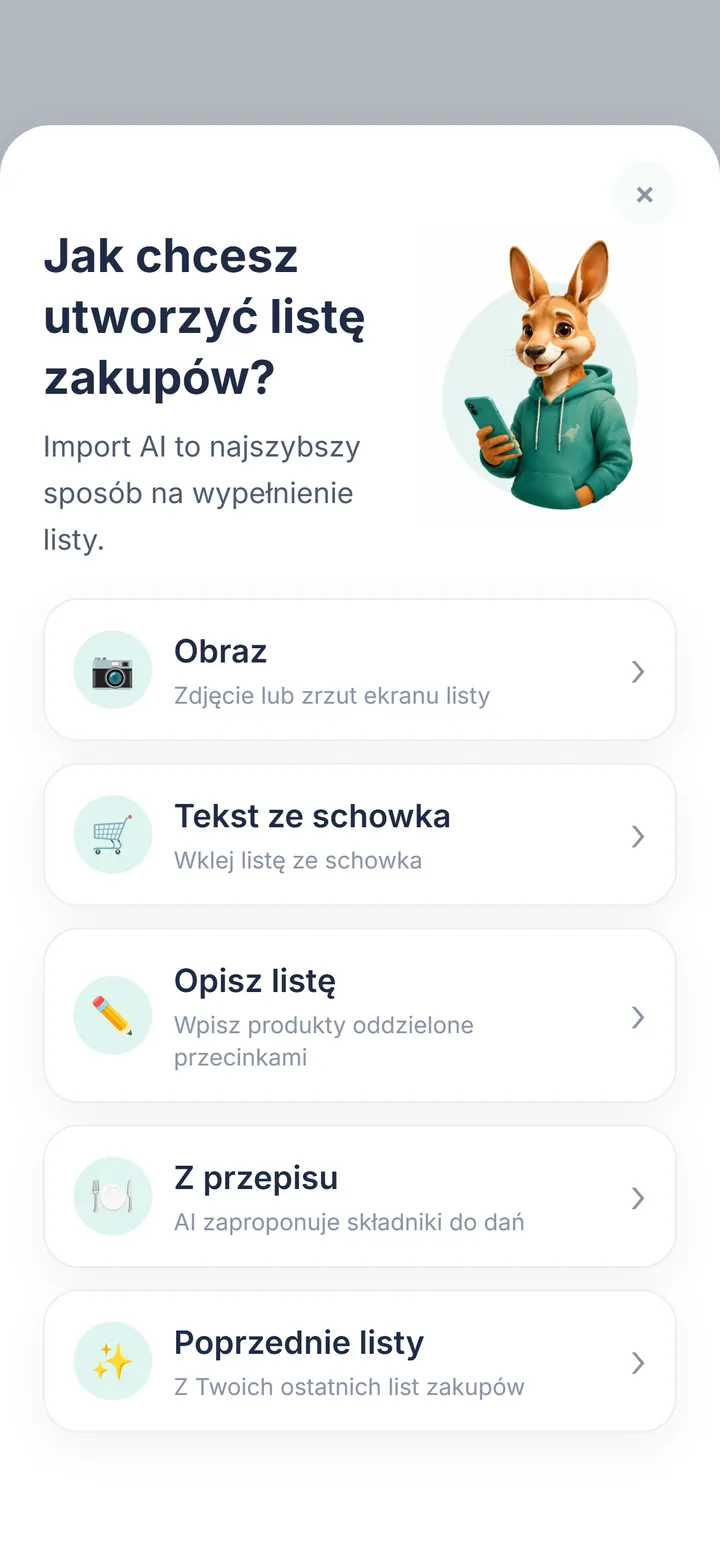 Jak chcesz
utworzyć listę
zakupów?
Import AI to najszybszy
sposób na wypełnienie
listy.
Obraz
Zdjęcie lub zrzut ekranu listy
Tekst ze schowka
Wklej listę ze schowka
Opisz listę
Wpisz produkty oddzielone
przecinkami
Z przepisu
AI zaproponuje składniki do dań
Poprzednie listy
Z Twoich ostatnich list zakupów